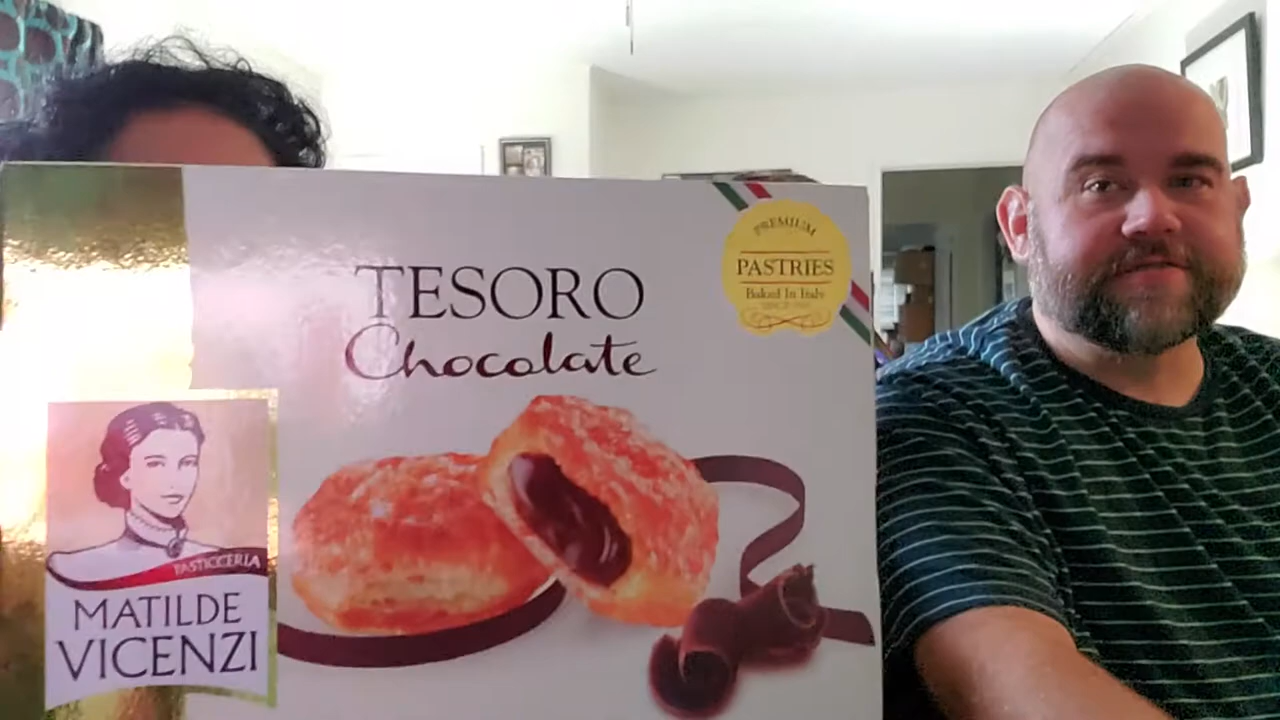 TESORO
Chocolate
PREMIUM
PASTRIES
Baked In Italy
PASTICCERIA
MATILDE
VICENZI